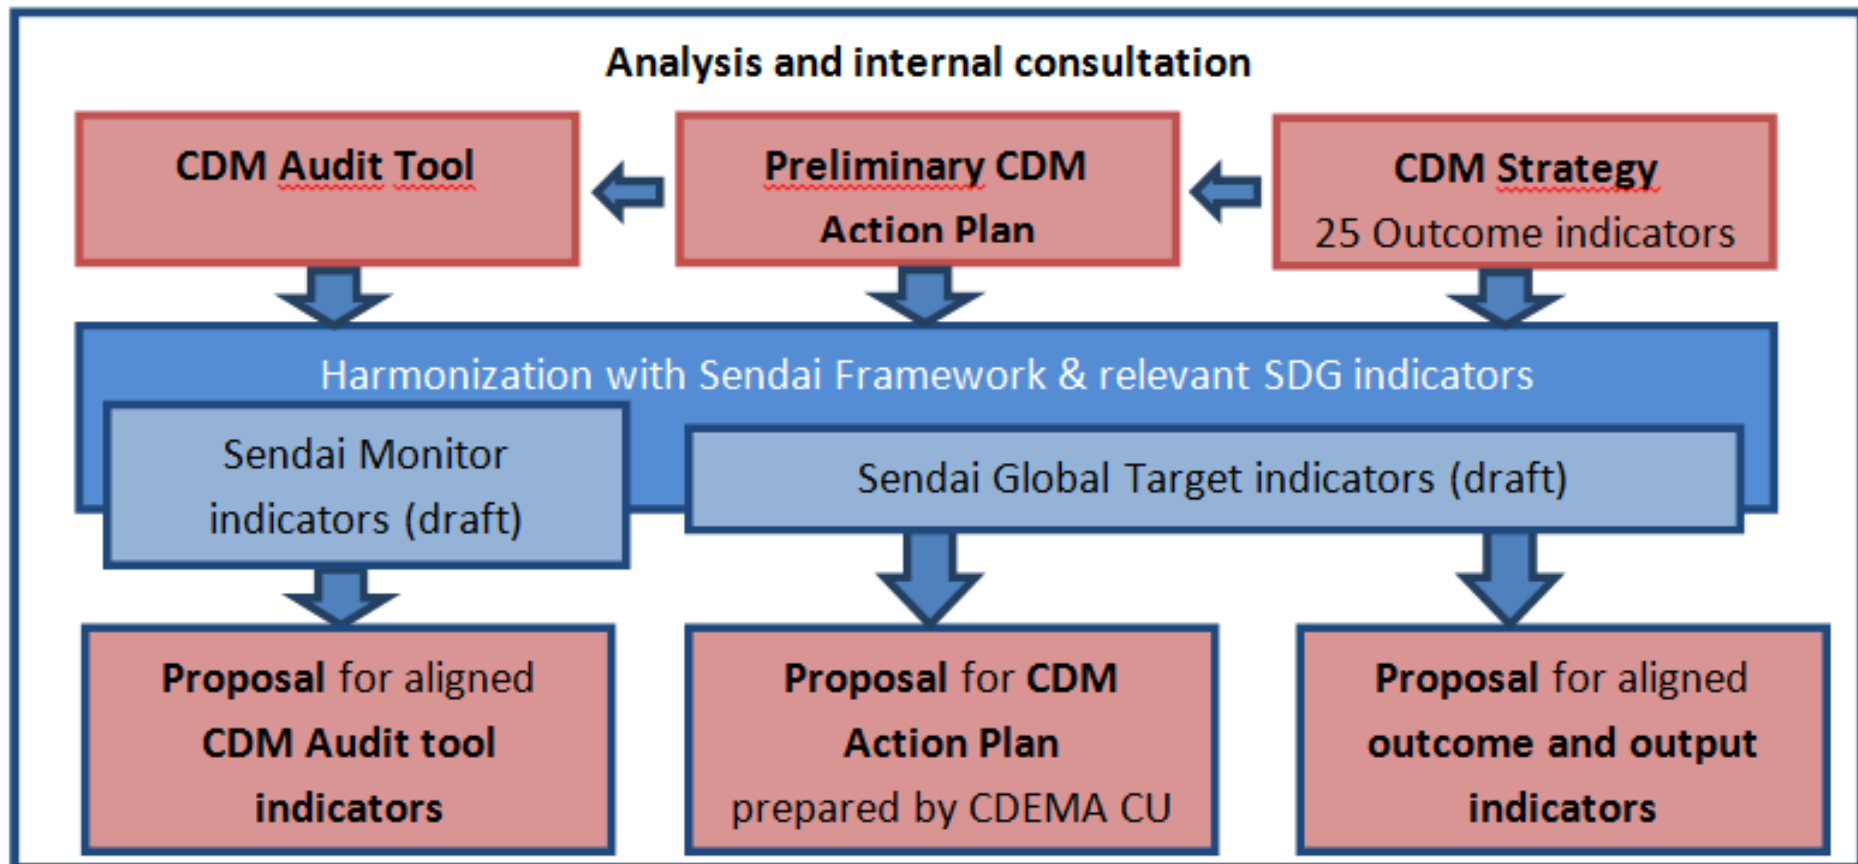 Analysis and internal consultation
CDM Audit Tool
Preliminary CDM
Action Plan
CDM Strategy
25 Outcome indicators
Harmonization with Sendai Framework & relevant SDG indicators
Sendai Monitor
indicators (draft)
Sendai Global Target indicators (draft)
Proposal for aligned
CDM Audit tool
indicators
Proposal for CDM
Action Plan
prepared by CDEMA CU
Proposal for aligned
outcome and output
indicators